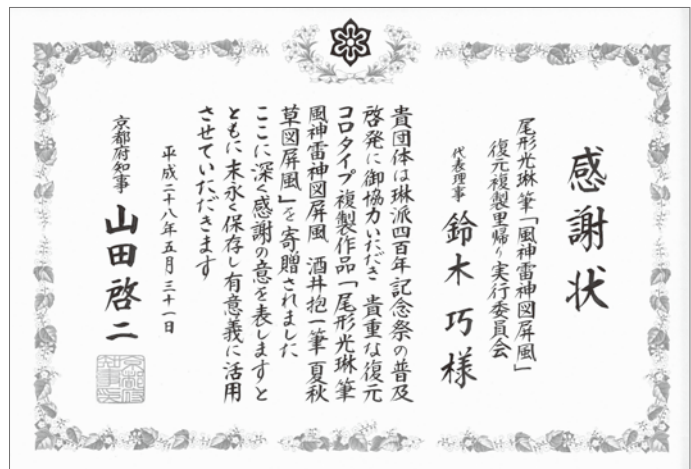 感謝状
尾形光琳筆「風神雷神図屏風」
復元複製里帰り実行委員会
代表理事 鈴木 巧 様
貴団体は琳派四百年記念祭の普及
啓発に御協力いただき 貴重な復元
コロタイプ複製作品「尾形光琳筆
風神雷神図屏風 酒井抱一筆 夏秋
草図屏風」を寄贈されました
ここに深く感謝の意を表しますと
ともに末永く保存し有意義に活用
させていただきます
平成二十八年五月三十一日
京都府知事 山田啓二